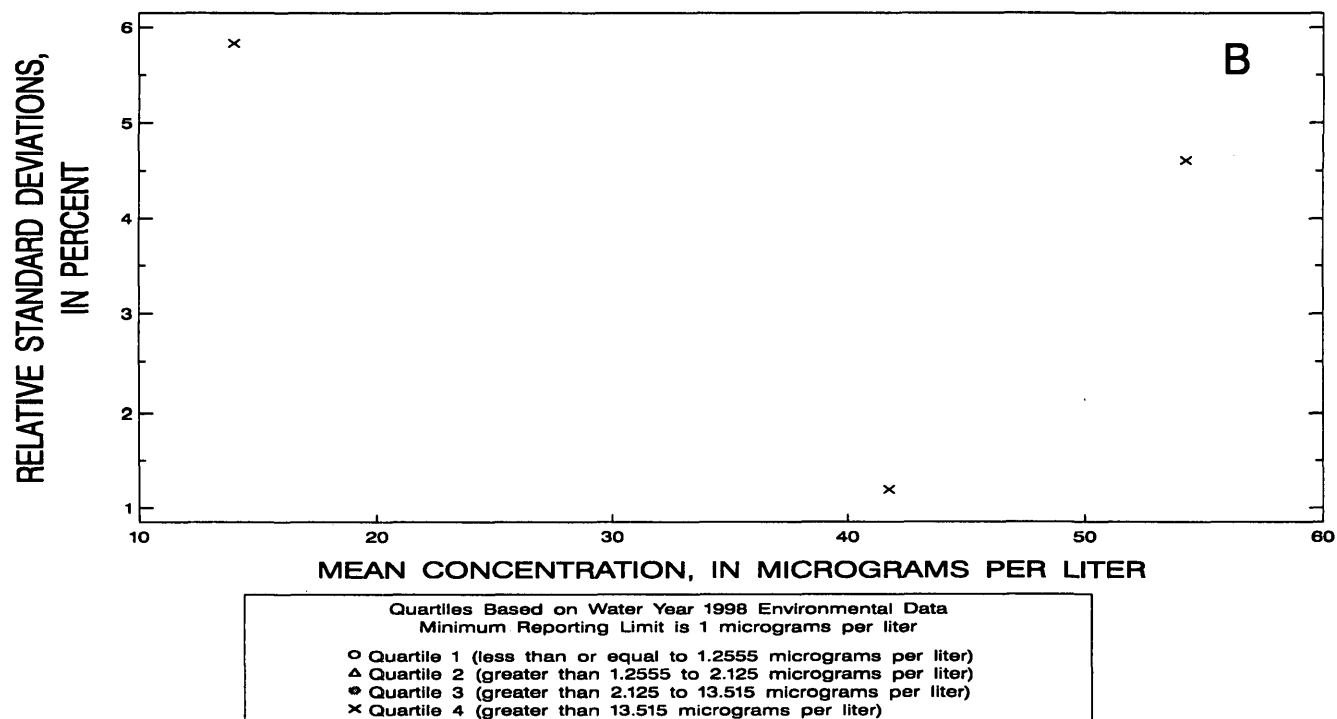 B
RELATIVE STANDARD DEVIATIONS,
IN PERCENT
6
5
4
3
2
1
10 20 30 40 50 60
MEAN CONCENTRATION, IN MICROGRAMS PER LITER
Quartiles Based on Water Year 1998 Environmental Data
Minimum Reporting Limit is 1 micrograms per liter
Quartile 1 (less than or equal to 1.2555 micrograms per liter)
Quartile 2 (greater than 1.2555 to 2.125 micrograms per liter)
Quartile 3 (greater than 2.125 to 13.515 micrograms per liter)
Quartile 4 (greater than 13.515 micrograms per liter)